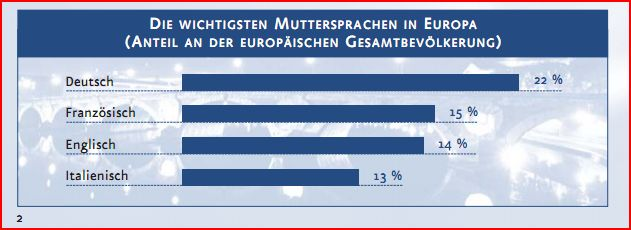 Die wichtigsten Muttersprachen in Europa
(Anteil an der europäischen Gesamtbevölkerung)
Deutsch 22 %
Französisch 15 %
Englisch 14 %
Italienisch 13 %
2